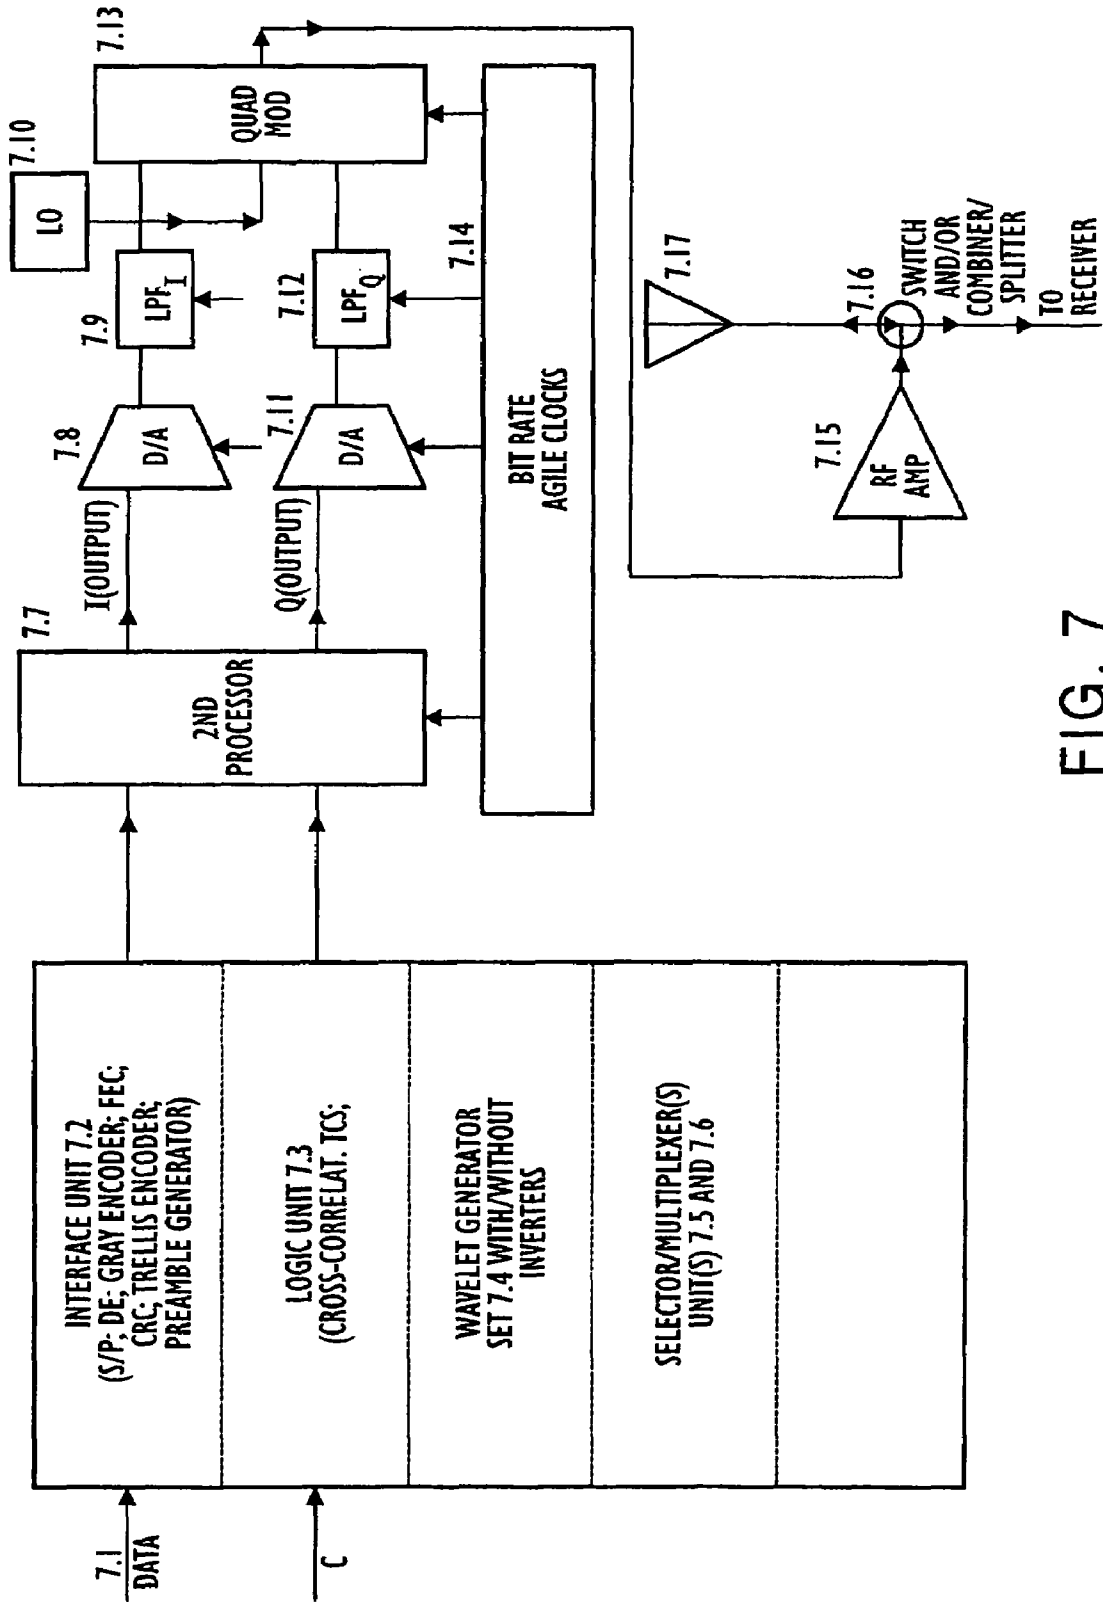 7.1
DATA
C
INTERFACE UNIT 7.2
(S/P; DE; GRAY ENCODER; FEC;
CRC; TRELLIS ENCODER;
PREAMBLE GENERATOR)
LOGIC UNIT 7.3
(CROSS-CORRELAT. TCS;
WAVELET GENERATOR
SET 7.4 WITH/WITHOUT
INVERTERS
SELECTOR/MULTIPLEXER(S)
UNIT(S) 7.5 AND 7.6
7.7
2ND
PROCESSOR
I(OUTPUT)
Q(OUTPUT)
7.8
D/A
7.11
D/A
7.9
LPF I
7.12
LPF Q
7.10
LO
7.13
QUAD
MOD
7.14
BIT RATE
AGILE CLOCKS
7.15
RF
AMP
7.16
SWITCH
AND/OR
COMBINER/
SPLITTER
TO
RECEIVER
7.17
FIG. 7